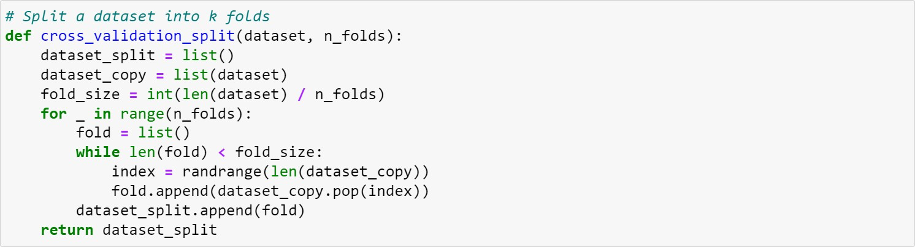 # Split a dataset into k folds
def cross_validation_split(dataset, n_folds):
    dataset_split = list()
    dataset_copy = list(dataset)
    fold_size = int(len(dataset) / n_folds)
    for _ in range(n_folds):
        fold = list()
        while len(fold) < fold_size:
            index = randrange(len(dataset_copy))
            fold.append(dataset_copy.pop(index))
        dataset_split.append(fold)
    return dataset_split